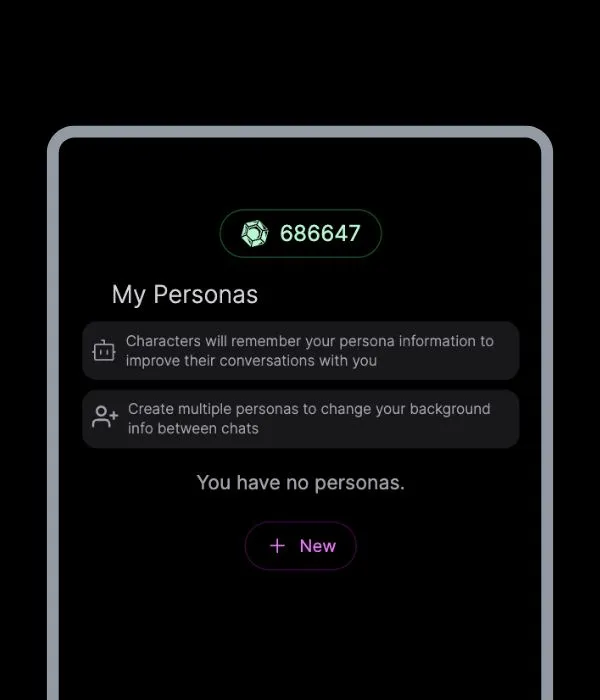 686647
My Personas
Characters will remember your persona information to
improve their conversations with you
Create multiple personas to change your background
info between chats
You have no personas.
+ New